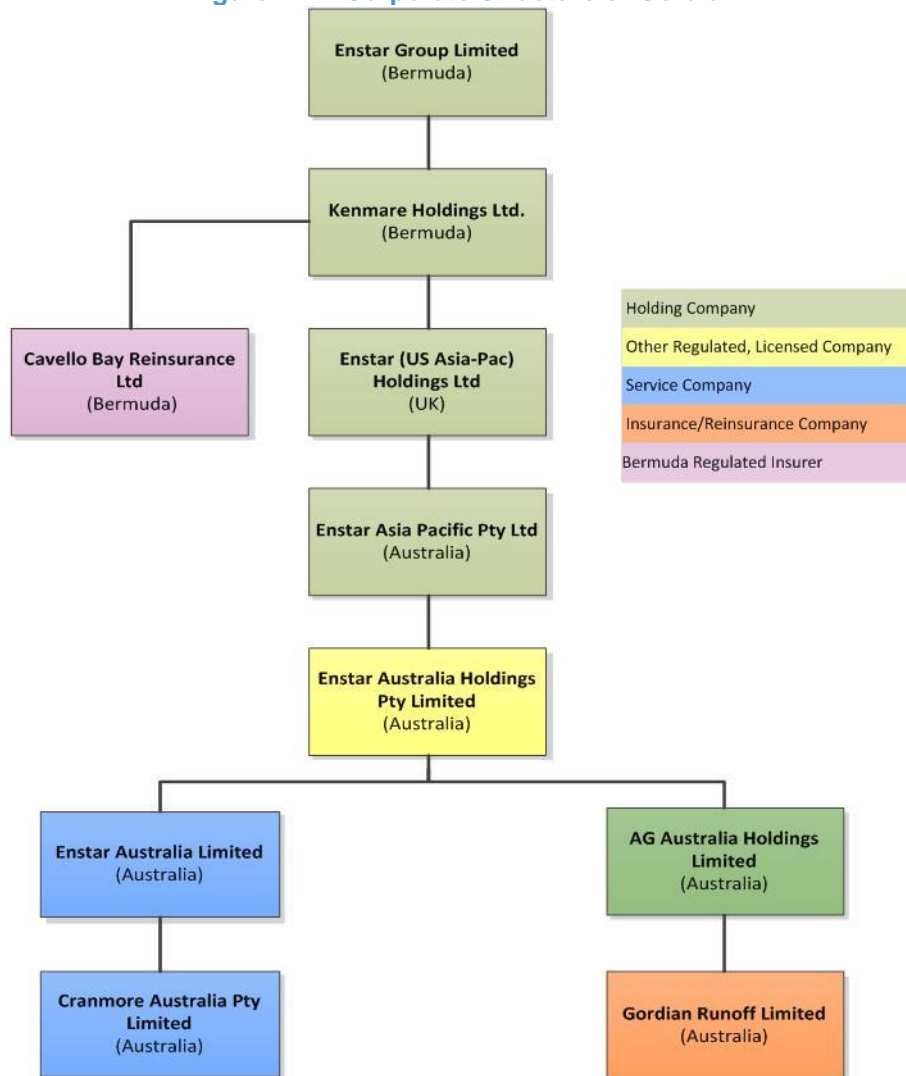 Enstar Group Limited
(Bermuda)
Kenmare Holdings Ltd.
(Bermuda)
Cavello Bay Reinsurance
Ltd
(Bermuda)
Enstar (US Asia-Pac)
Holdings Ltd
(UK)
Holding Company
Other Regulated, Licensed Company
Service Company
Insurance/Reinsurance Company
Bermuda Regulated Insurer
Enstar Asia Pacific Pty Ltd
(Australia)
Enstar Australia Holdings
Pty Limited
(Australia)
Enstar Australia Limited
(Australia)
AG Australia Holdings
Limited
(Australia)
Cranmore Australia Pty
Limited
(Australia)
Gordian Runoff Limited
(Australia)